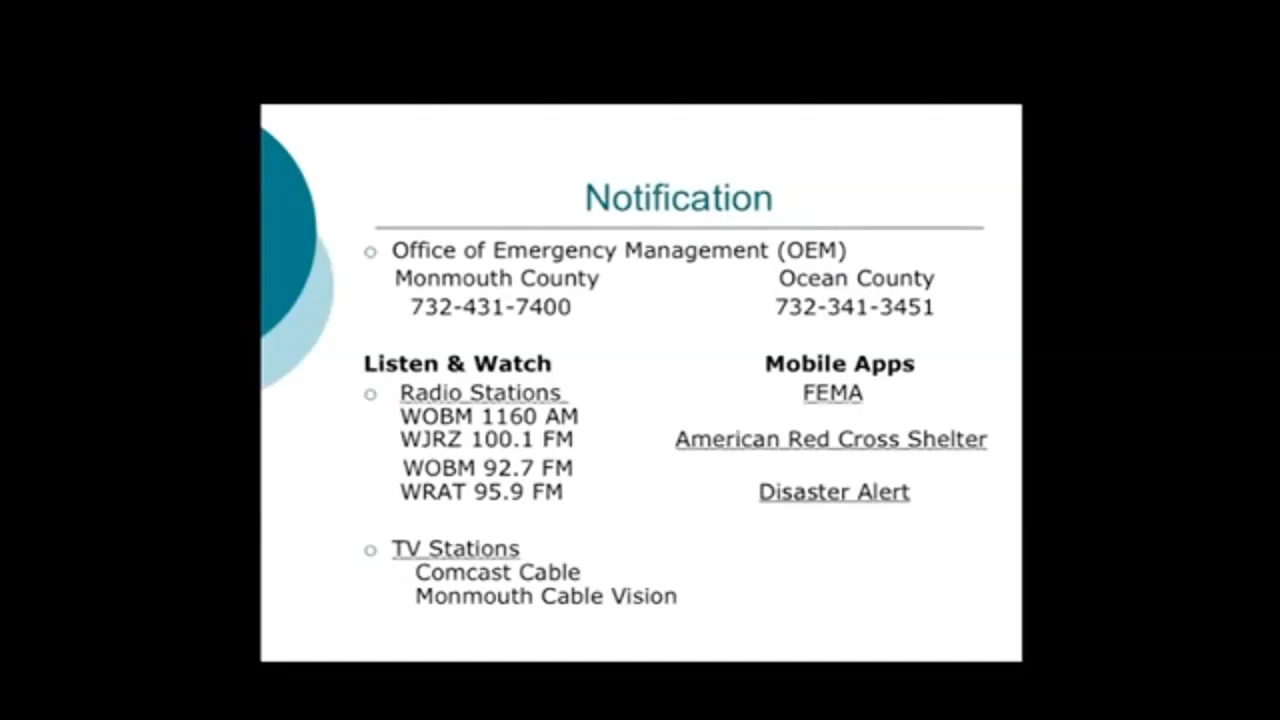 Notification
Office of Emergency Management (OEM)
Monmouth County Ocean County
732-431-7400 732-341-3451
Listen & Watch Mobile Apps
Radio Stations FEMA
WOBM 1160 AM
WJRZ 100.1 FM American Red Cross Shelter
WOBM 92.7 FM
WRAT 95.9 FM Disaster Alert
TV Stations
Comcast Cable
Monmouth Cable Vision